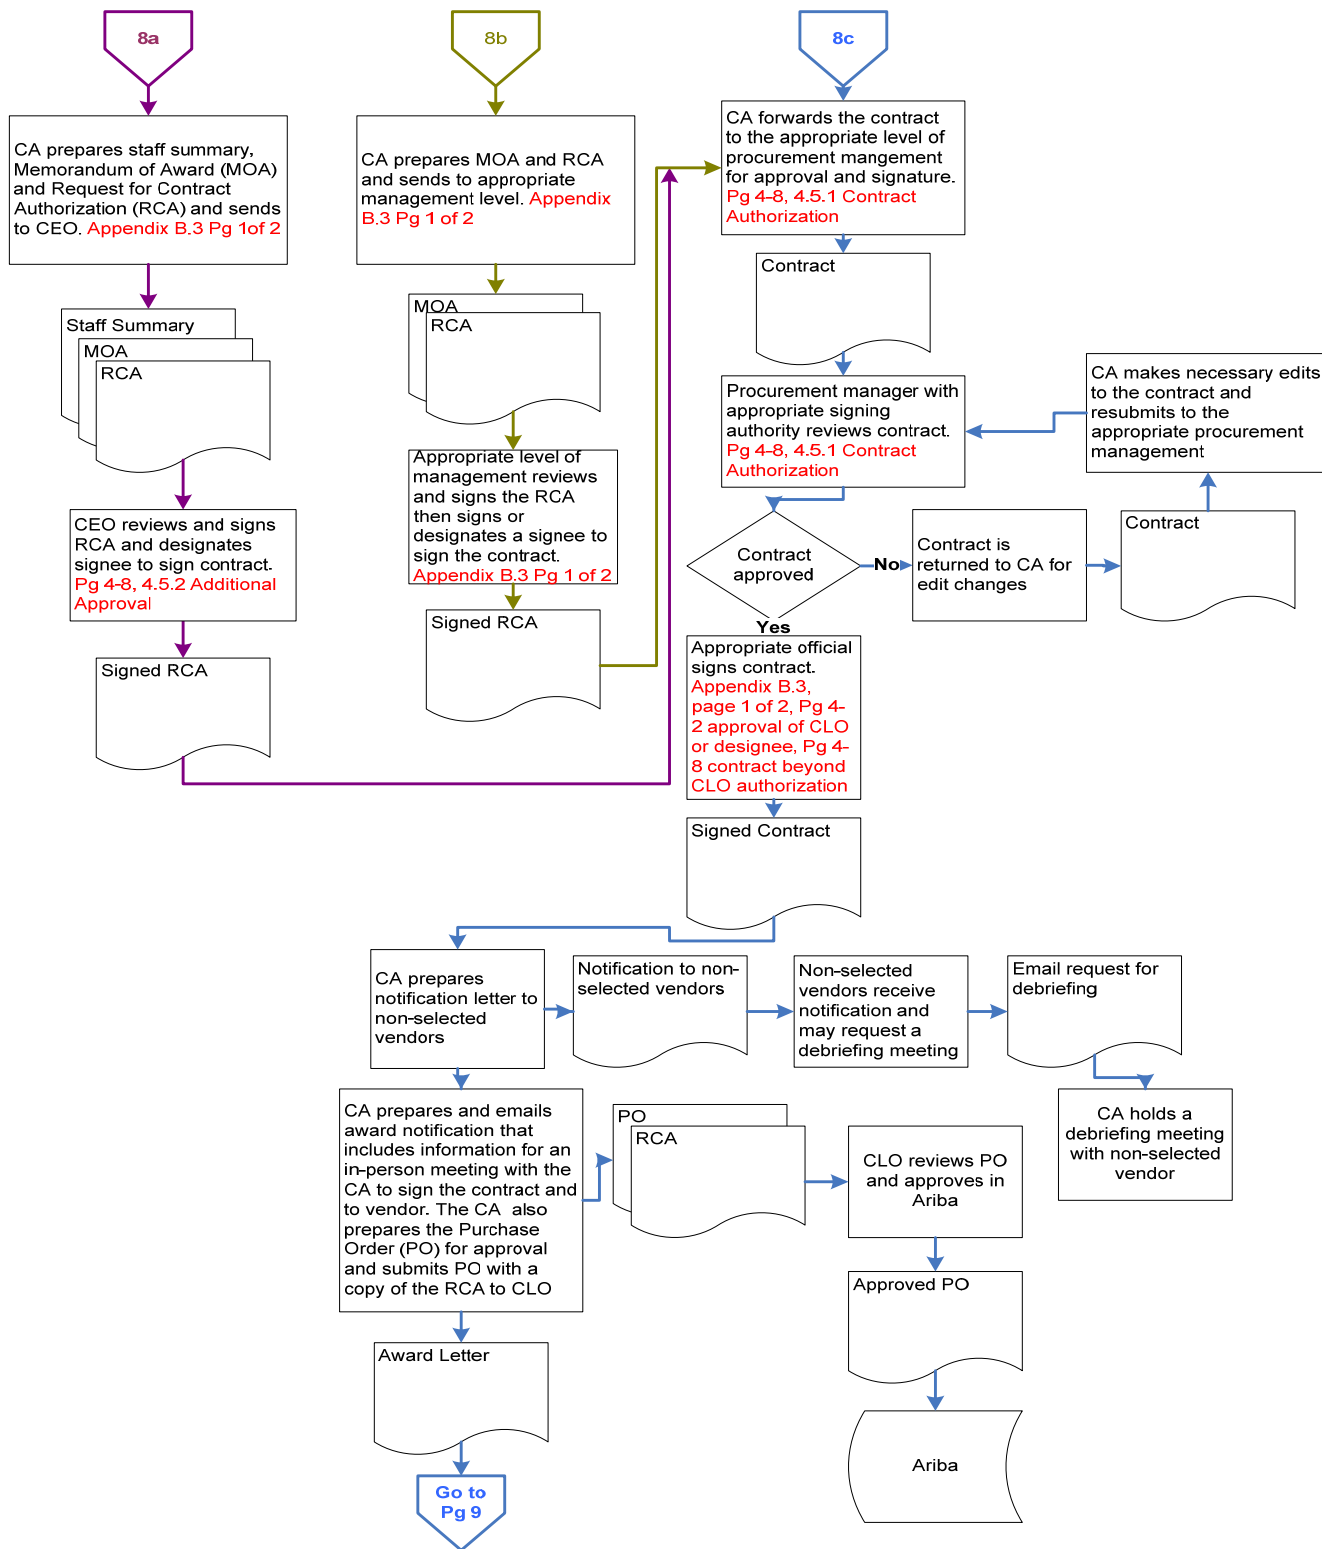 8a
8b
8c
CA prepares staff summary,
Memorandum of Award (MOA)
and Request for Contract
Authorization (RCA) and sends
to CEO. Appendix B.3 Pg 1of 2
Staff Summary
MOA
RCA
CEO reviews and signs
RCA and designates
signee to sign contract.
Pg 4-8, 4.5.2 Additional
Approval
Signed RCA
CA prepares MOA and RCA
and sends to appropriate
management level. Appendix
B.3 Pg 1 of 2
MOA
RCA
Appropriate level of
management reviews
and signs the RCA
then signs or
designates a signee to
sign the contract.
Appendix B.3 Pg 1 of 2
Signed RCA
CA forwards the contract
to the appropriate level of
procurement mangement
for approval and signature.
Pg 4-8, 4.5.1 Contract
Authorization
Contract
Procurement manager with
appropriate signing
authority reviews contract.
Pg 4-8, 4.5.1 Contract
Authorization
Contract
approved
No
Contract is
returned to CA for
edit changes
Contract
CA makes necessary edits
to the contract and
resubmits to the
appropriate procurement
management
Yes
Appropriate official
signs contract.
Appendix B.3,
page 1 of 2, Pg 4-
2 approval of CLO
or designee, Pg 4-
8 contract beyond
CLO authorization
Signed Contract
CA prepares
notification letter to
non-selected
vendors
Notification to non-
selected vendors
Non-selected
vendors receive
notification and
may request a
debriefing meeting
Email request for
debriefing
CA holds a
debriefing meeting
with non-selected
vendor
CA prepares and emails
award notification that
includes information for an
in-person meeting with the
CA to sign the contract and
to vendor. The CA also
prepares the Purchase
Order (PO) for approval
and submits PO with a
copy of the RCA to CLO
PO
RCA
CLO reviews PO
and approves in
Ariba
Approved PO
Ariba
Award Letter
Go to
Pg 9